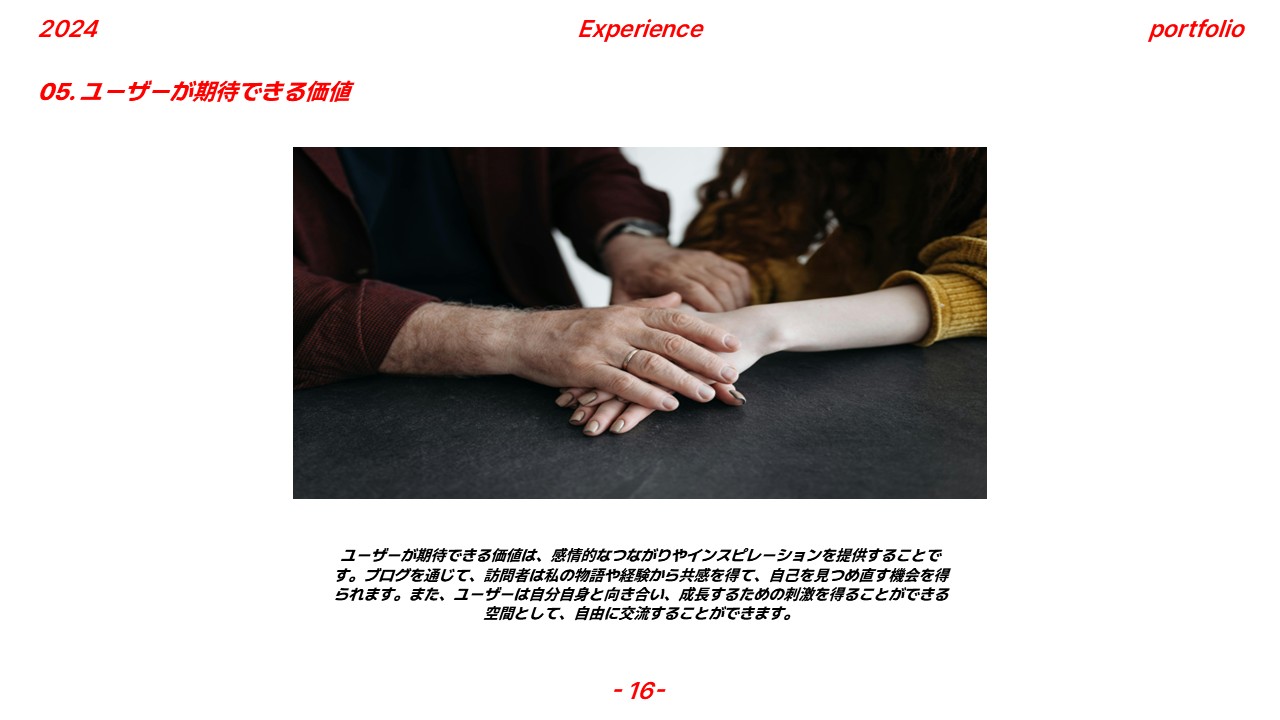 2024
Experience
portfolio
05. ユーザーが期待できる価値
ユーザーが期待できる価値は、感情的なつながりやインスピレーションを提供することで
す。ブログを通じて、訪問者は私の物語や経験から共感を得て、自己を見つめ直す機会を得
られます。また、ユーザーは自分自身と向き合い、成長するための刺激を得ることができる
空間として、自由に交流することができます。
- 16-